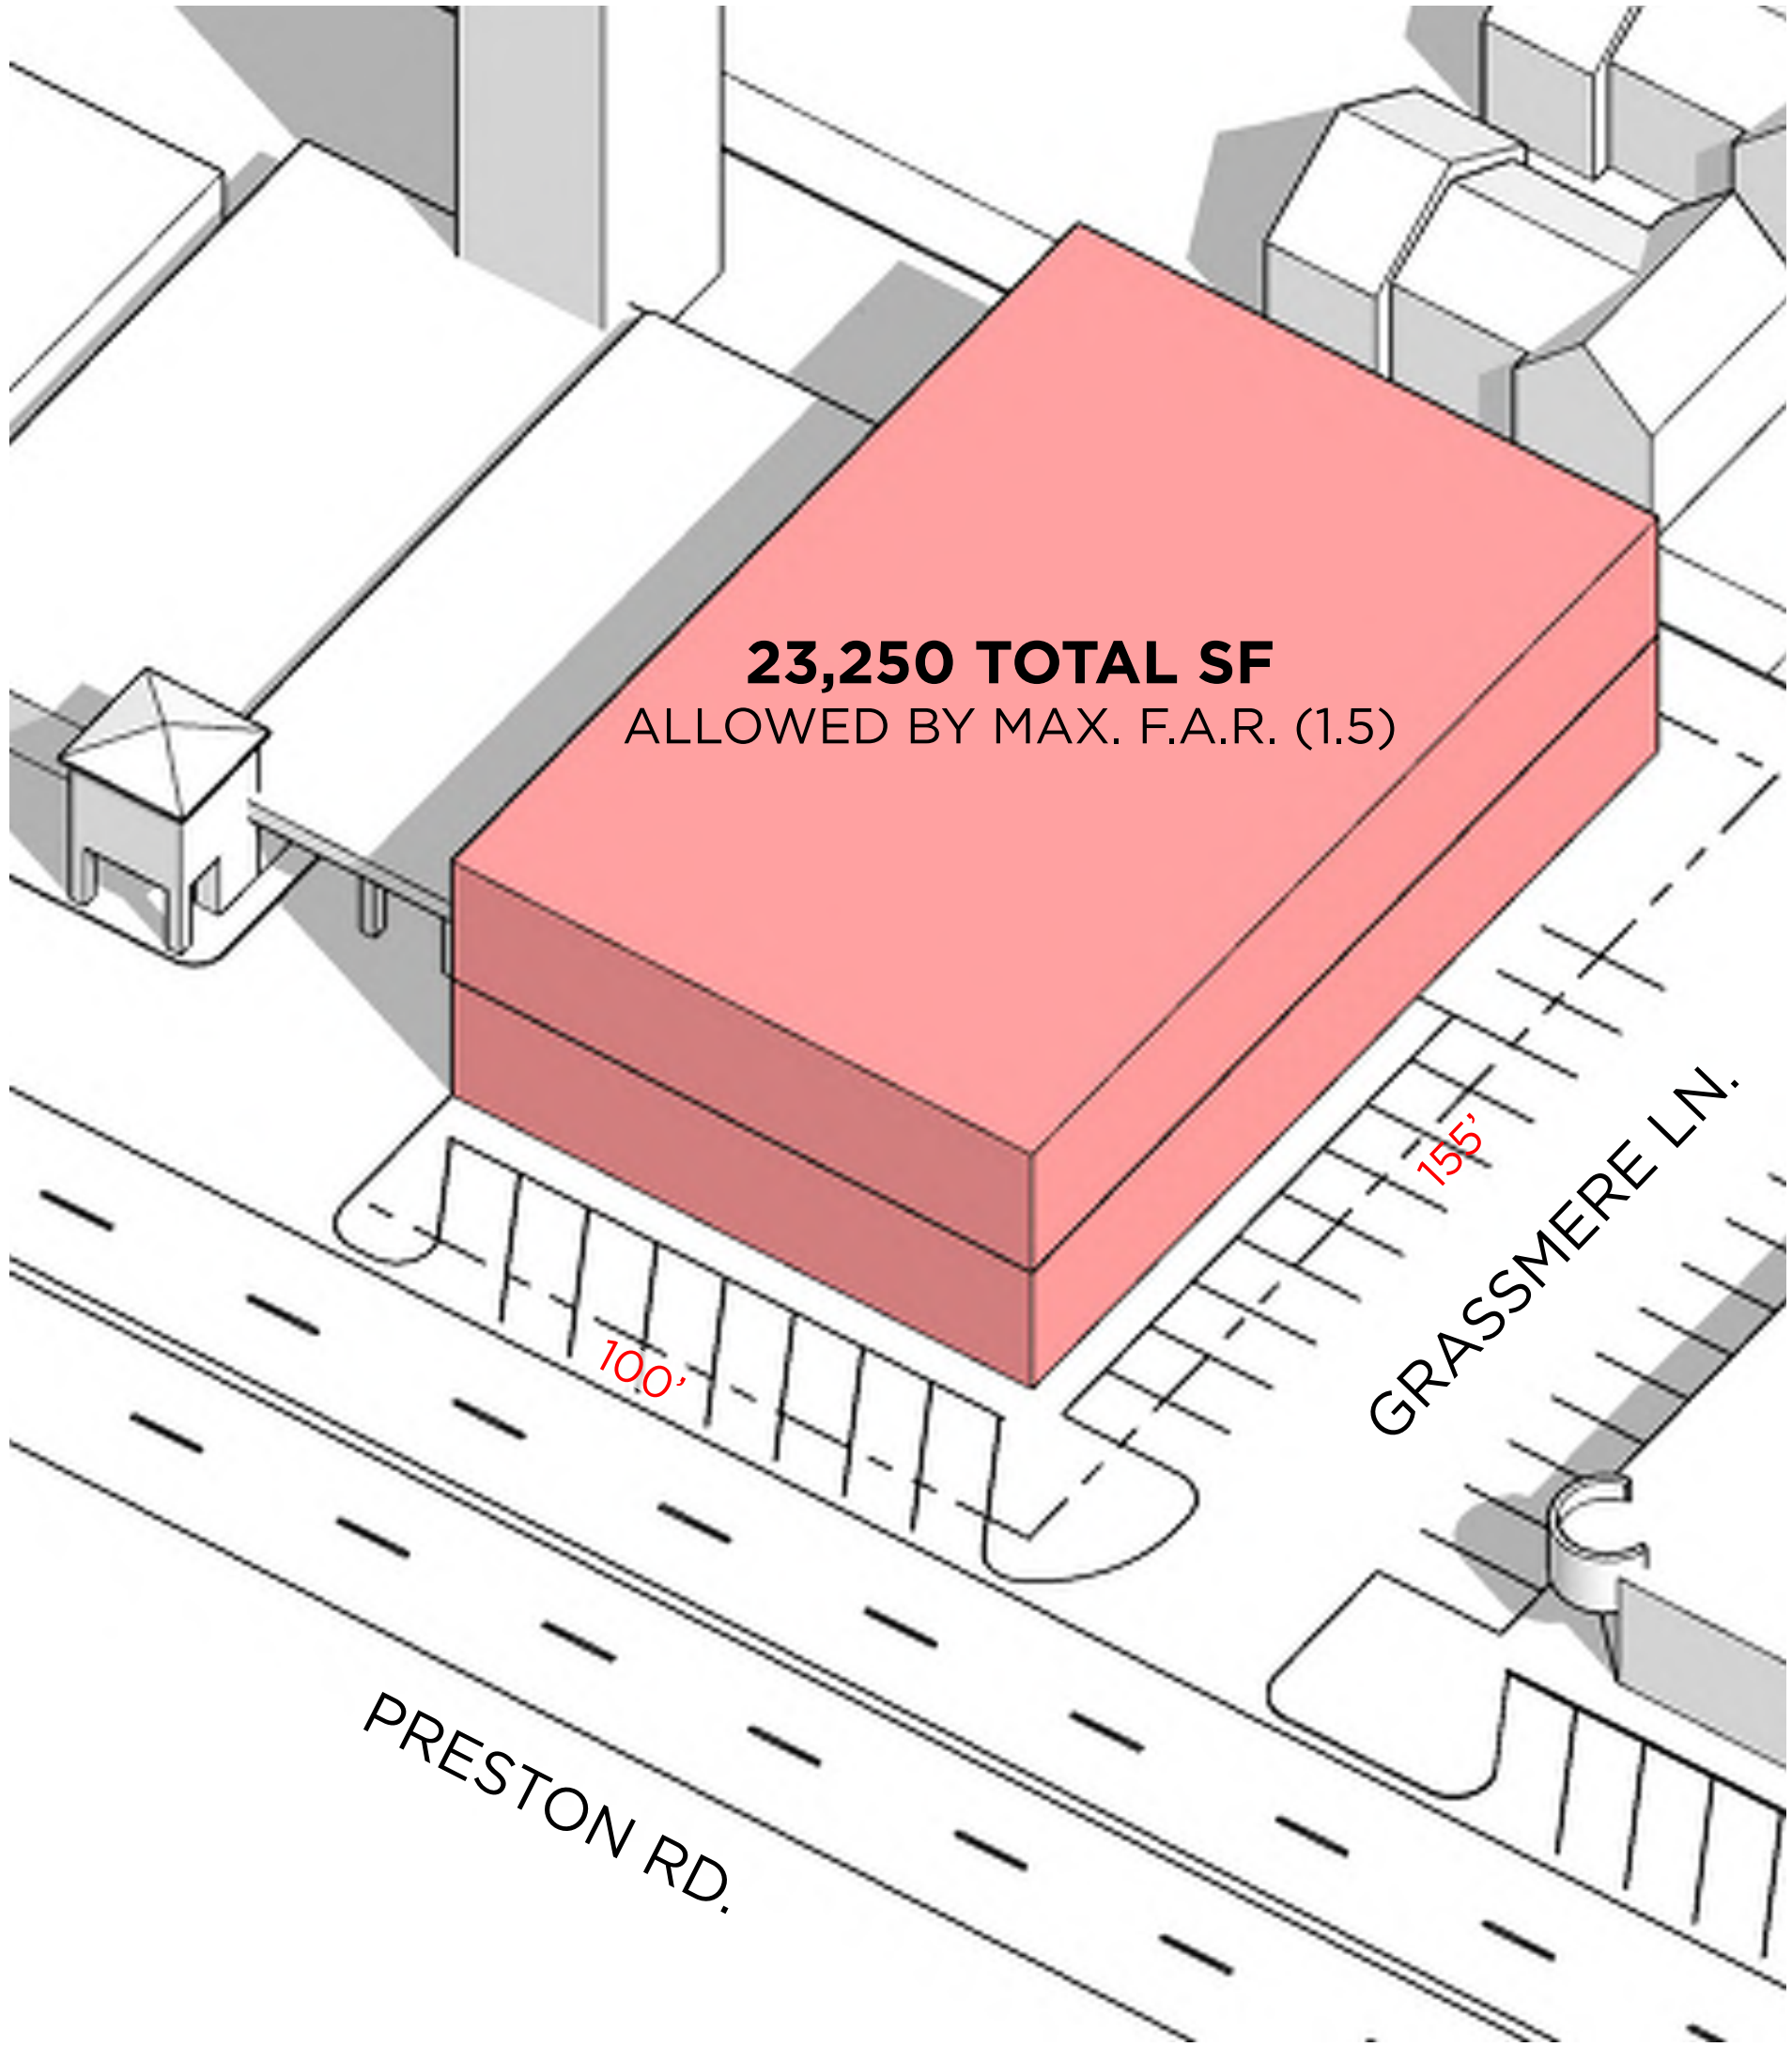 23,250 TOTAL SF
ALLOWED BY MAX. F.A.R. (1.5)
155’
GRASSMERE LN.
100’
PRESTON RD.